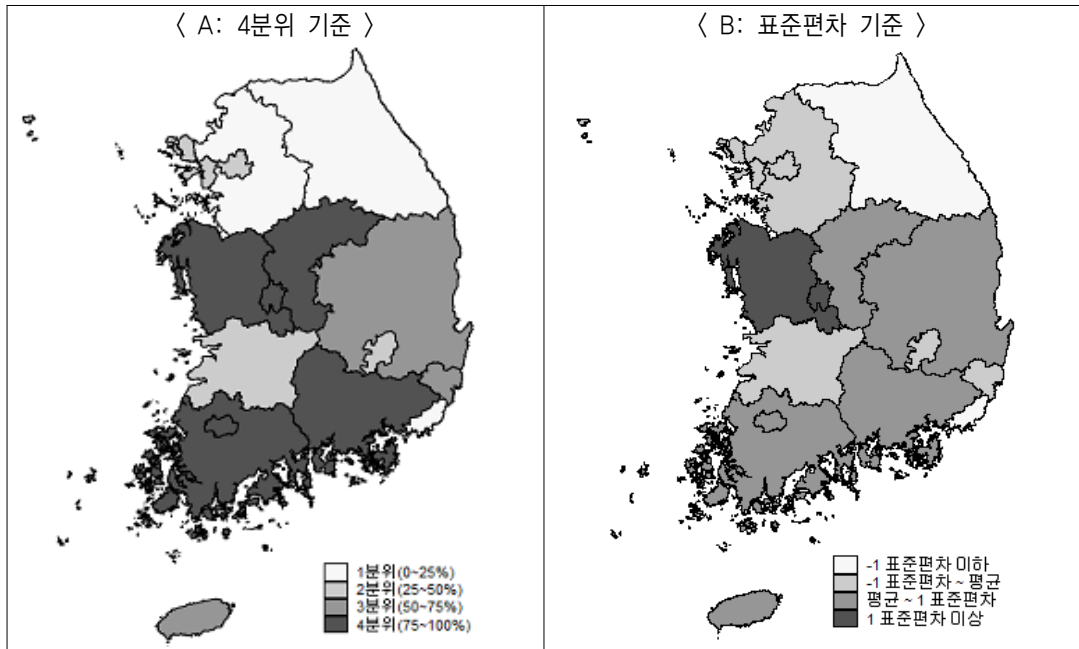 〈 A: 4분위 기준 〉
1분위(0~25%)
2분위(25~50%)
3분위(50~75%)
4분위(75~100%)
〈 B: 표준편차 기준 〉
-1 표준편차 이하
-1 표준편차 ~ 평균
평균 ~ 1 표준편차
1 표준편차 이상